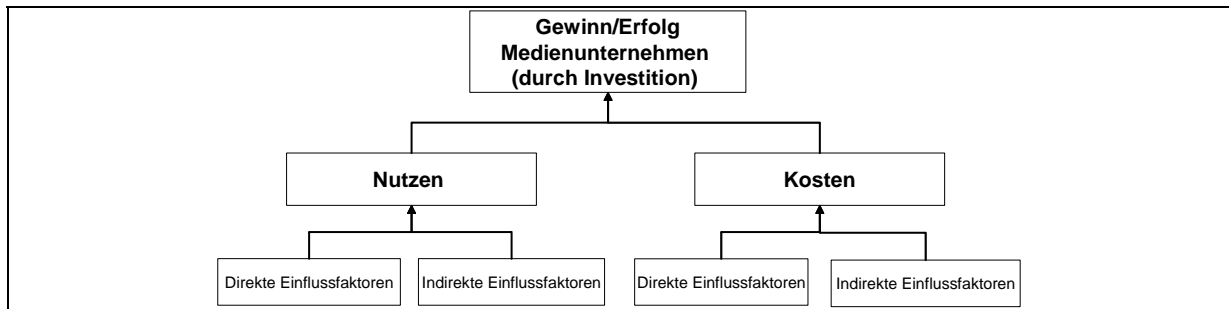 Gewinn/Erfolg
Medienunternehmen
(durch Investition)
Nutzen
Kosten
Direkte Einflussfaktoren
Indirekte Einflussfaktoren
Direkte Einflussfaktoren
Indirekte Einflussfaktoren